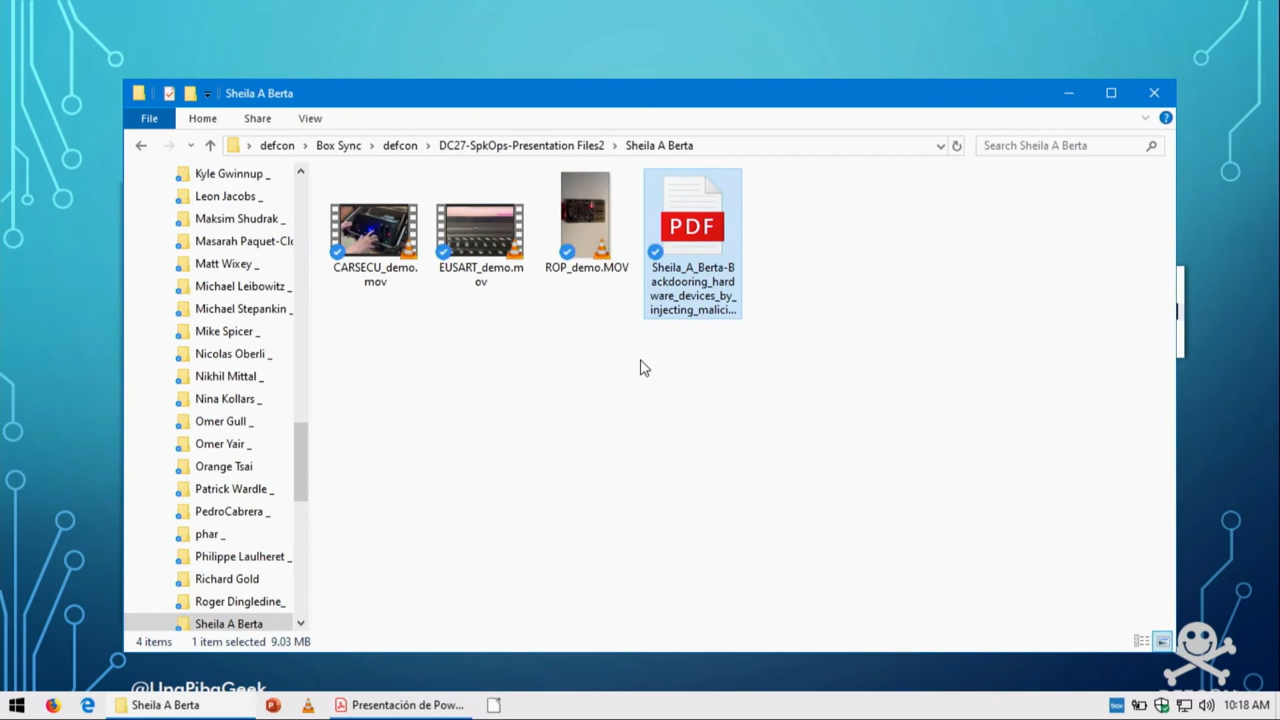 Sheila A Berta
File
Home
Share
View
defcon
Box Sync
defcon
DC27-SpkOps-Presentation Files2
Sheila A Berta
Search Sheila A Berta
Kyle Gwinnup _
Leon Jacobs _
Maksim Shudrak _
Masarah Paquet-Clo
Matt Wixey _
Michael Leibowitz _
Michael Stepankin _
Mike Spicer _
Nicolas Oberli _
Nikhil Mittal _
Nina Kollars _
Omer Gull _
Omer Yair _
Orange Tsai
Patrick Wardle _
PedroCabrera _
phar _
Philippe Laulheret _
Richard Gold
Roger Dingledine_
Sheila A Berta
CARSECU_demo.
mov
EUSART_demo.m
ov
ROP_demo.MOV
PDF
Sheila_A_Berta-B
ackdooring_hard
ware_devices_by_
injecting_malici...
4 items
1 item selected 9.03 MB
@UnaPibaGeek
DEFCON
Sheila A Berta
Presentación de Pow...
box
10:18 AM